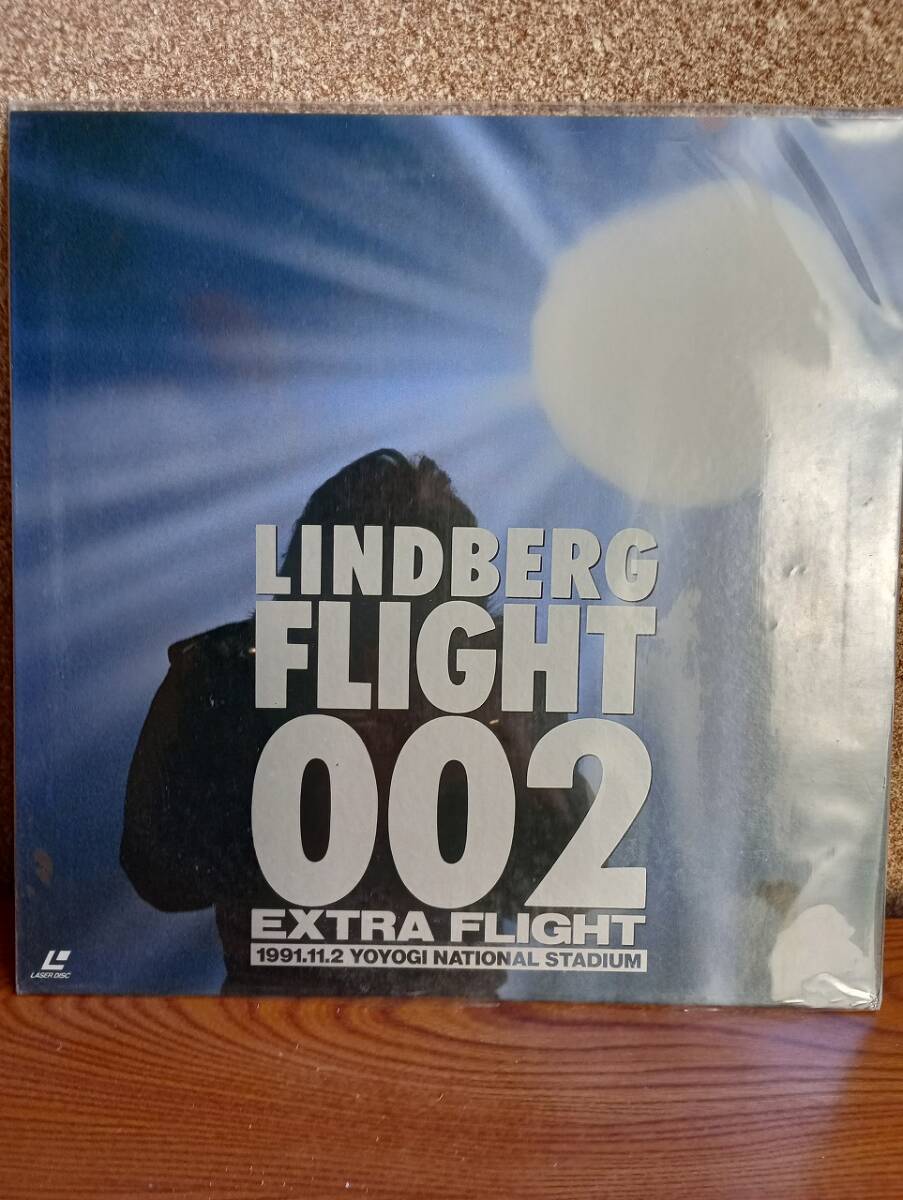 LINDBERG
FLIGHT
002
EXTRA FLIGHT
1991.11.2 YOYOGI NATIONAL STADIUM
LASER DISC